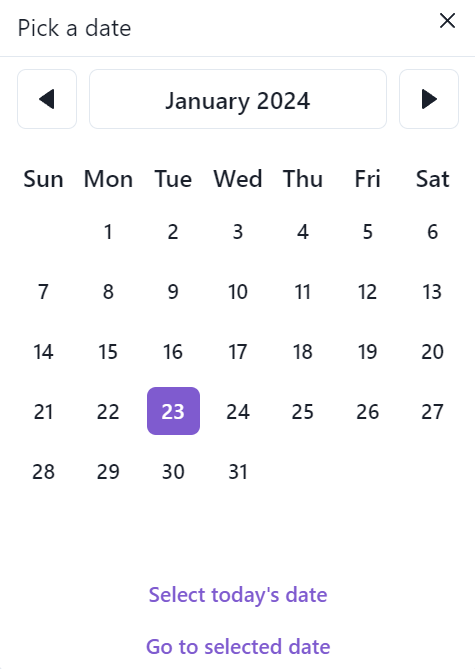 Pick a date
January 2024
Sun Mon Tue Wed Thu Fri Sat
1 2 3 4 5 6
7 8 9 10 11 12 13
14 15 16 17 18 19 20
21 22 23 24 25 26 27
28 29 30 31
Select today's date
Go to selected date